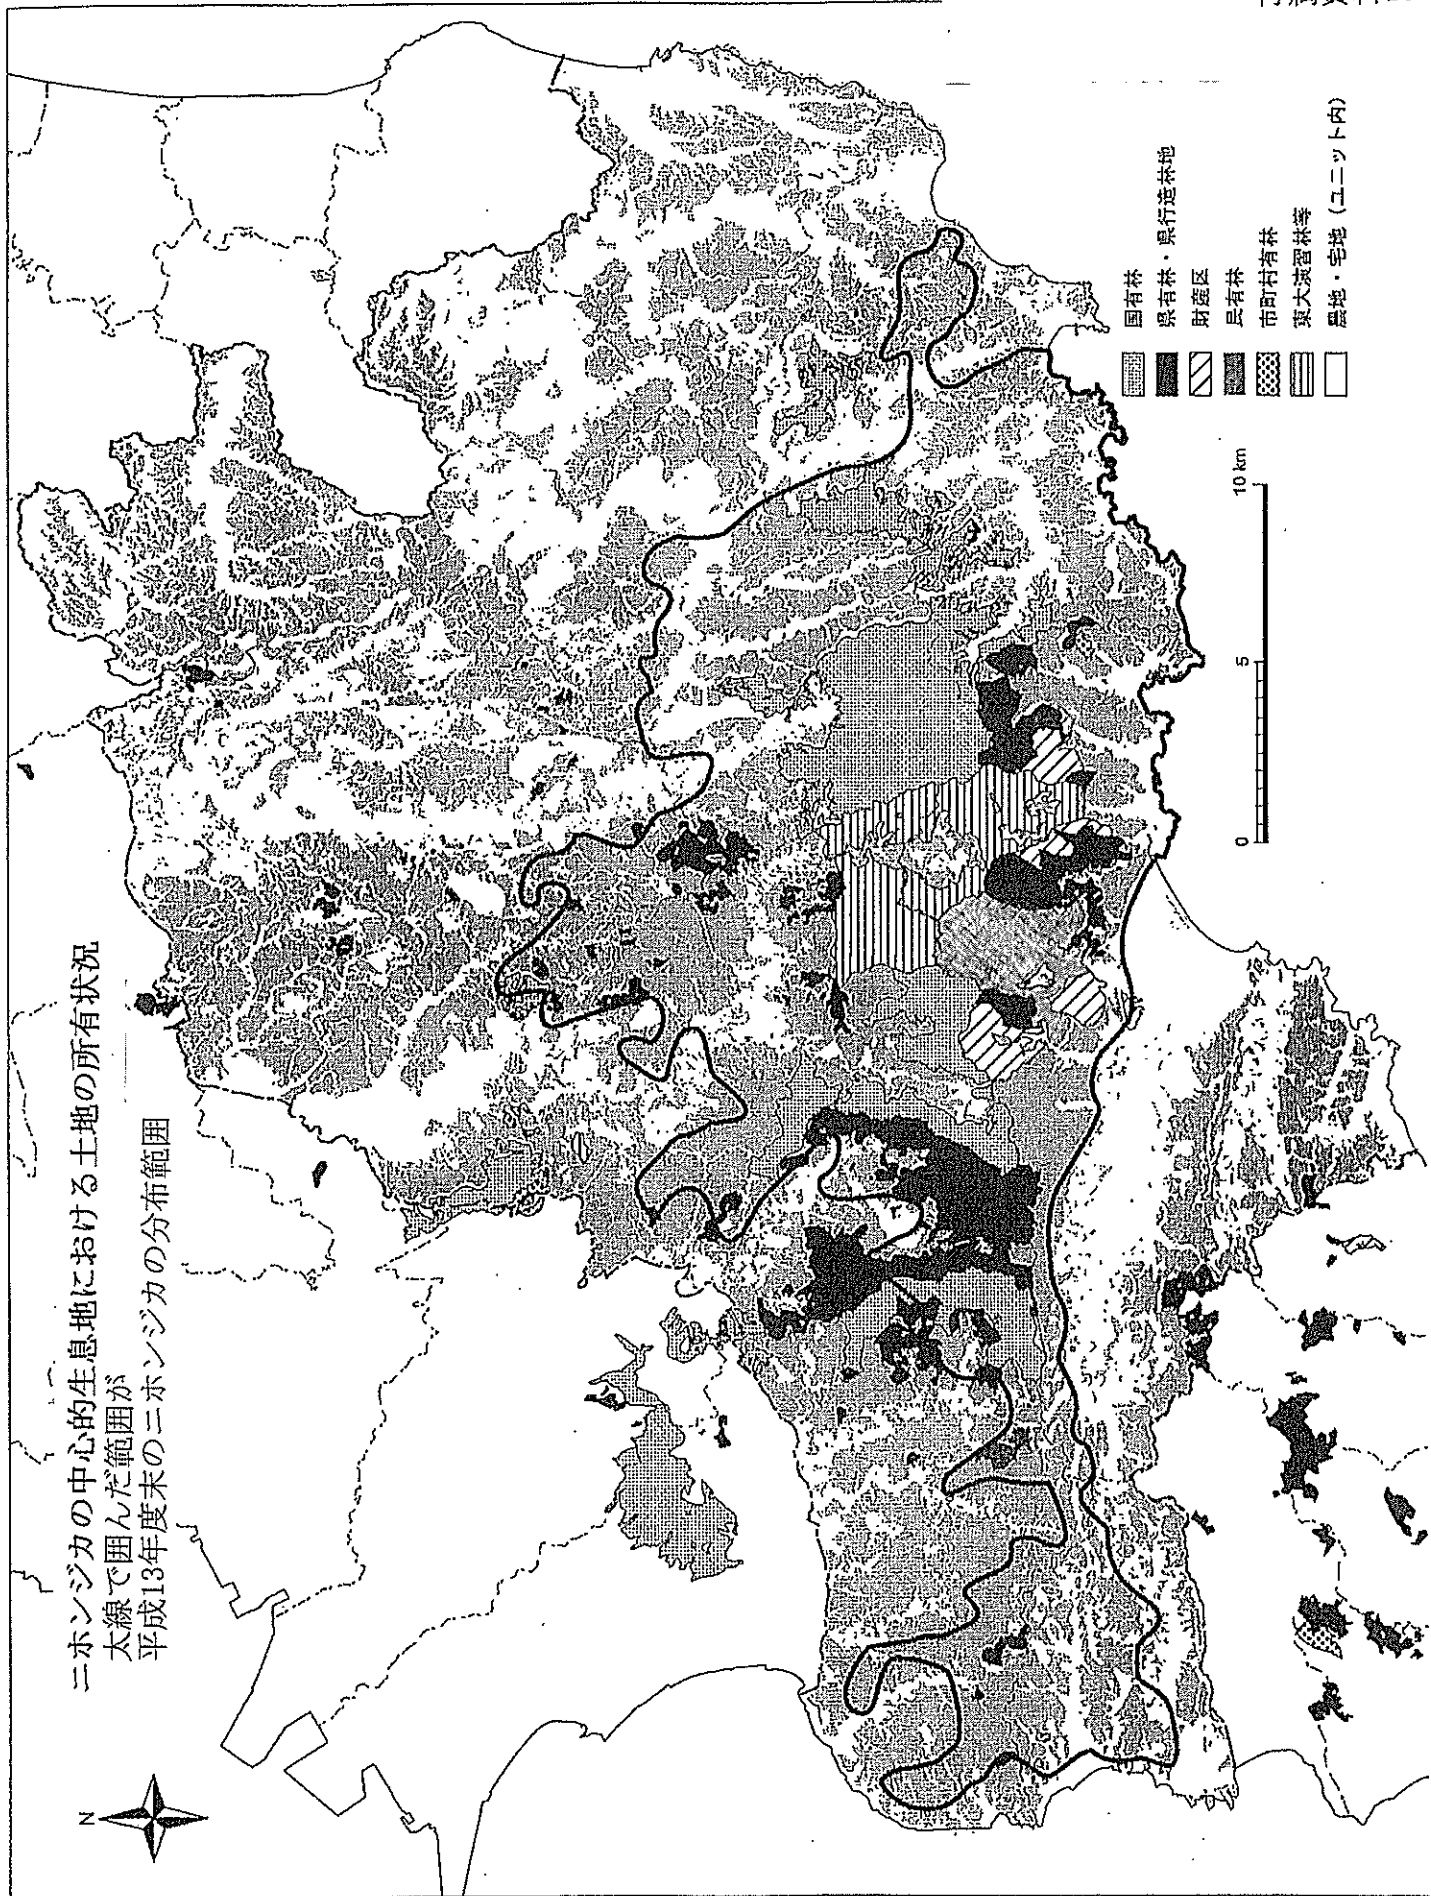 ニホンジカの中心的生息地における土地の所有状況
太線で囲んだ範囲が
平成13年度末のニホンジカの分布範囲
N
国有林
県有林・県行造林地
財産区
民有林
市町村有林
東大演習林等
農地・宅地 (ユニット内)
0 5 10 km